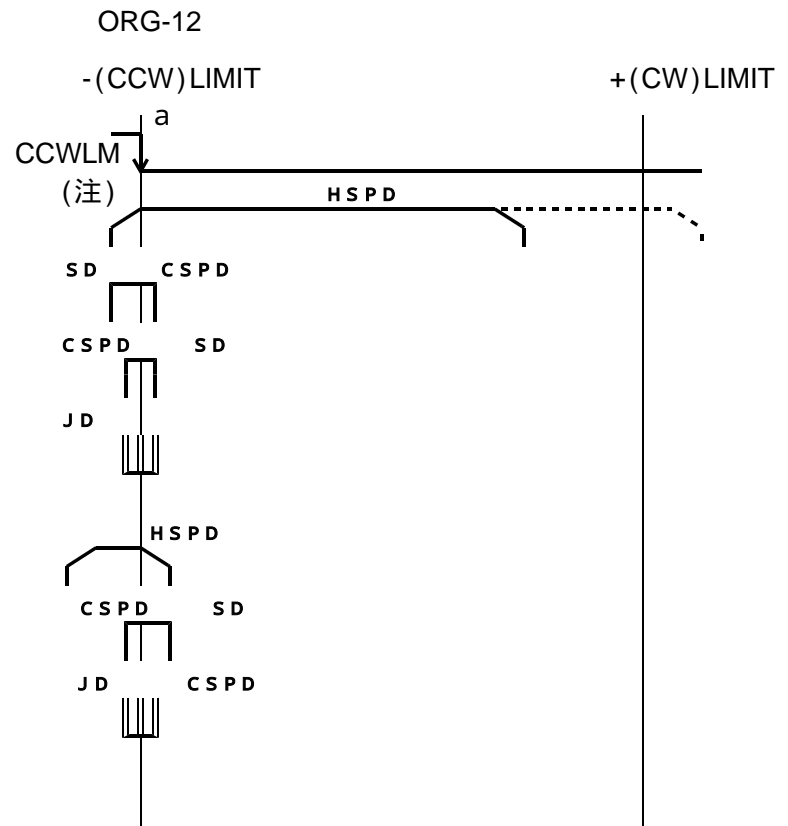 ORG-12
-(CCW)LIMIT +(CW)LIMIT
a
CCWLM
(注)
HSPD
SD CSPD
CSPD SD
JD
HSPD
CSPD SD
JD CSPD